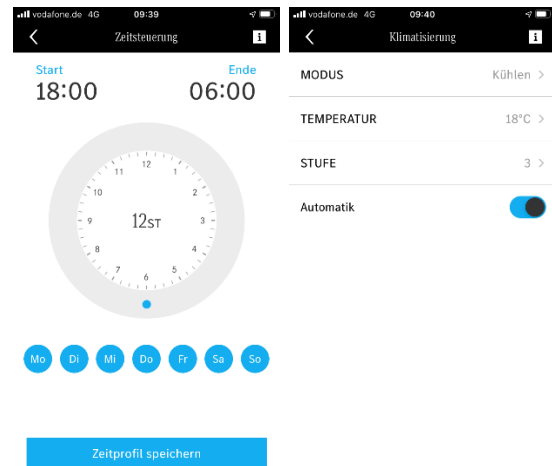 vodafone.de 4G 09:39
Zeitsteuerung i
Start Ende
18:00 06:00
12
11 1
10 2
9 12ST 3
8 4
7 5
6
Mo Di Mi Do Fr Sa So
Zeitprofil speichern
vodafone.de 4G 09:40
Klimatisierung i
MODUS Kühlen >
TEMPERATUR 18°C >
STUFE 3 >
Automatik